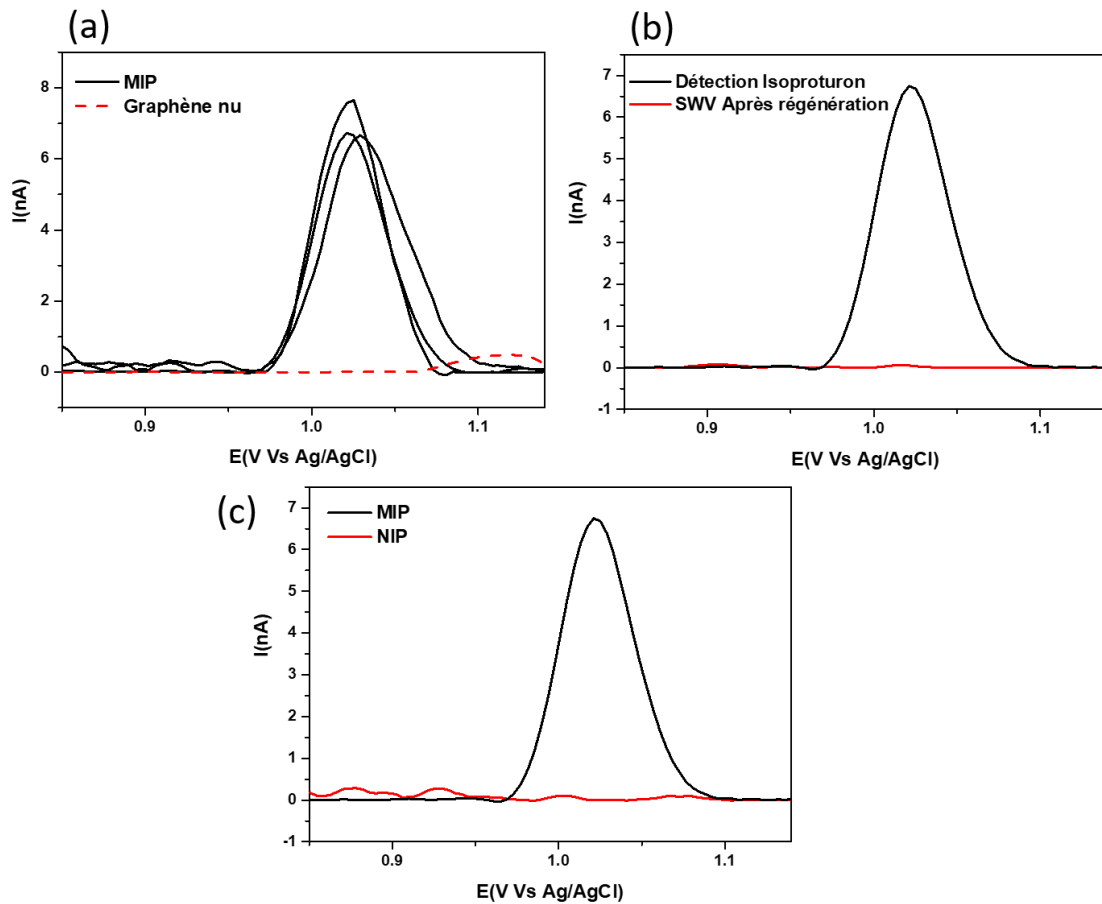 (a)
MIP
Graphène nu
8
6
4
2
0
I(nA)
0.9
1.0
1.1
E(V Vs Ag/AgCl)
(b)
Détection Isoproturon
SWV Après régénération
7
6
5
4
3
2
1
0
-1
I(nA)
0.9
1.0
1.1
E(V Vs Ag/AgCl)
(c)
MIP
NIP
7
6
5
4
3
2
1
0
-1
I(nA)
0.9
1.0
1.1
E(V Vs Ag/AgCl)